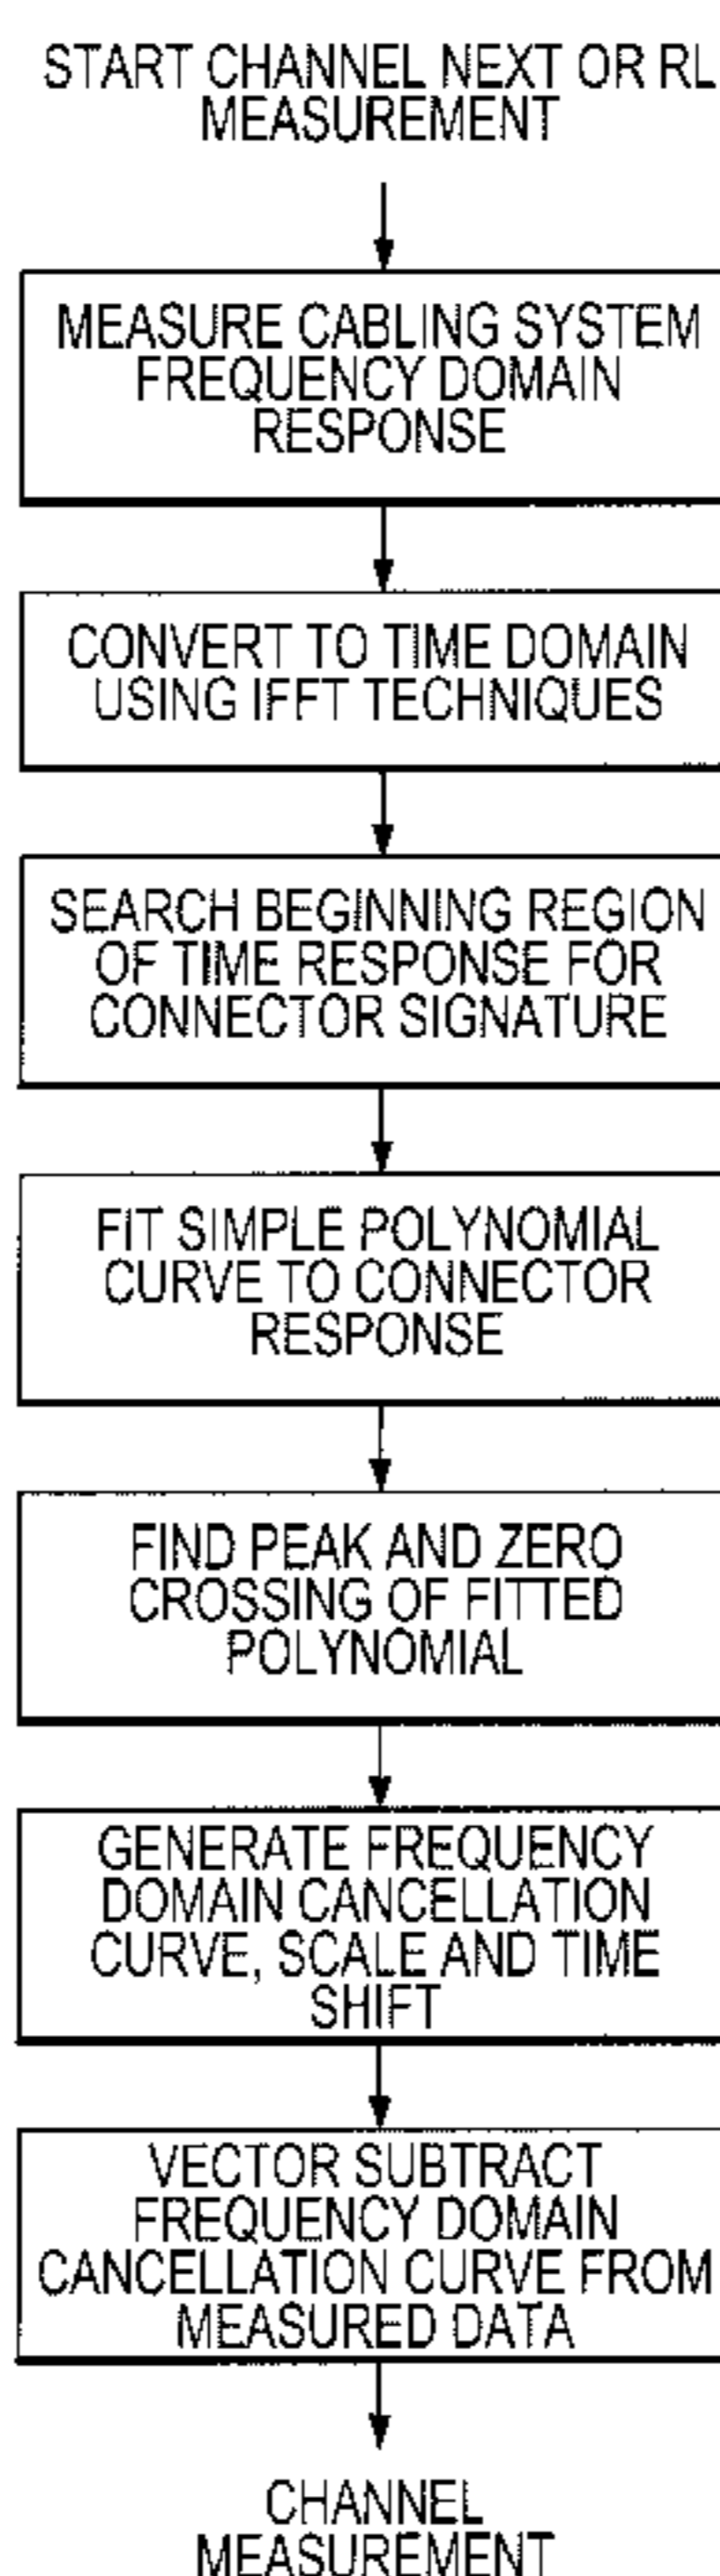 START CHANNEL NEXT OR RL
MEASUREMENT
MEASURE CABLING SYSTEM
FREQUENCY DOMAIN
RESPONSE
CONVERT TO TIME DOMAIN
USING IFFT TECHNIQUES
SEARCH BEGINNING REGION
OF TIME RESPONSE FOR
CONNECTOR SIGNATURE
FIT SIMPLE POLYNOMIAL
CURVE TO CONNECTOR
RESPONSE
FIND PEAK AND ZERO
CROSSING OF FITTED
POLYNOMIAL
GENERATE FREQUENCY
DOMAIN CANCELLATION
CURVE, SCALE AND TIME
SHIFT
VECTOR SUBTRACT
FREQUENCY DOMAIN
CANCELLATION CURVE FROM
MEASURED DATA
CHANNEL
MEASUREMENT